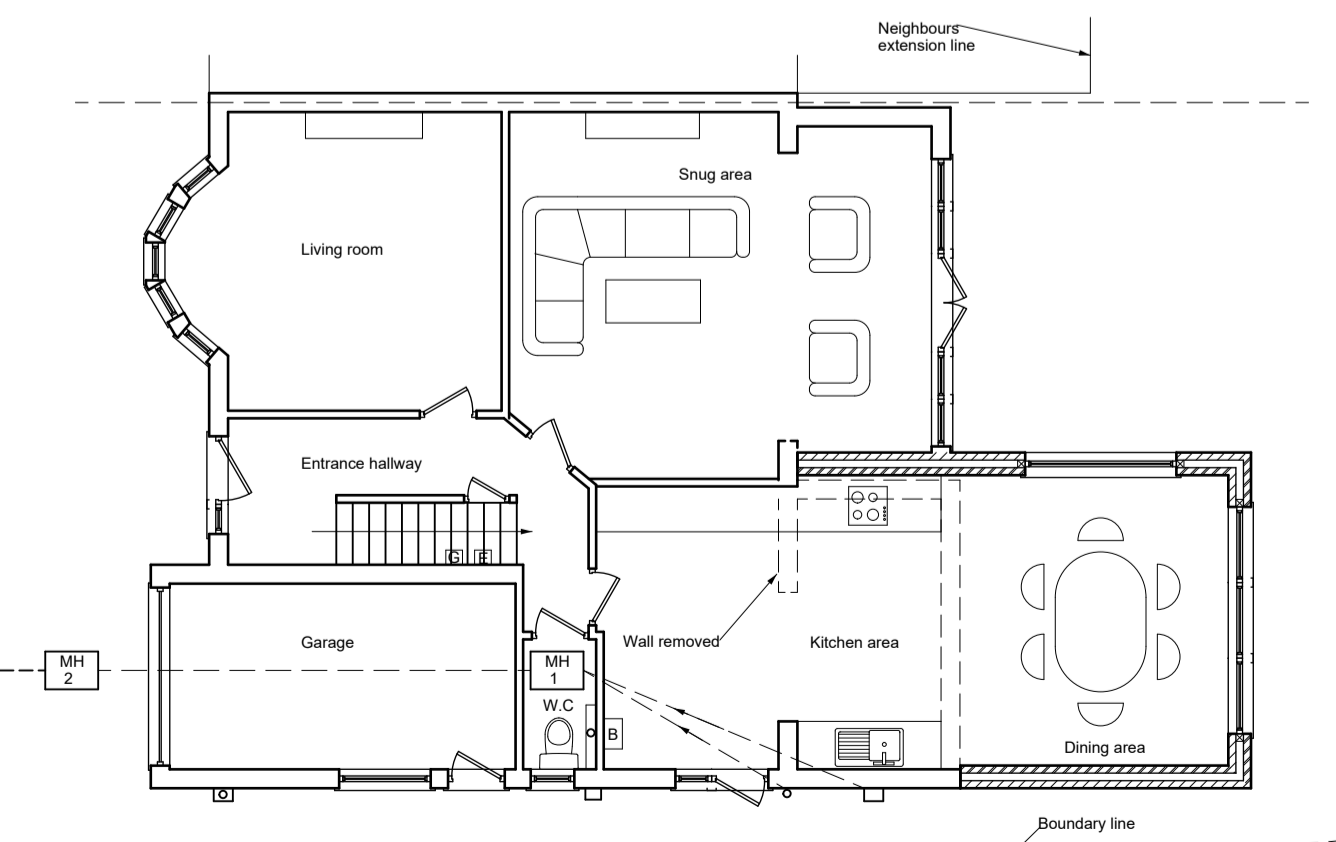 Neighbours
extension line
Snug area
Living room
Entrance hallway
G E
Garage
Wall removed
Kitchen area
MH
2
MH
1
W.C
B
Dining area
Boundary line